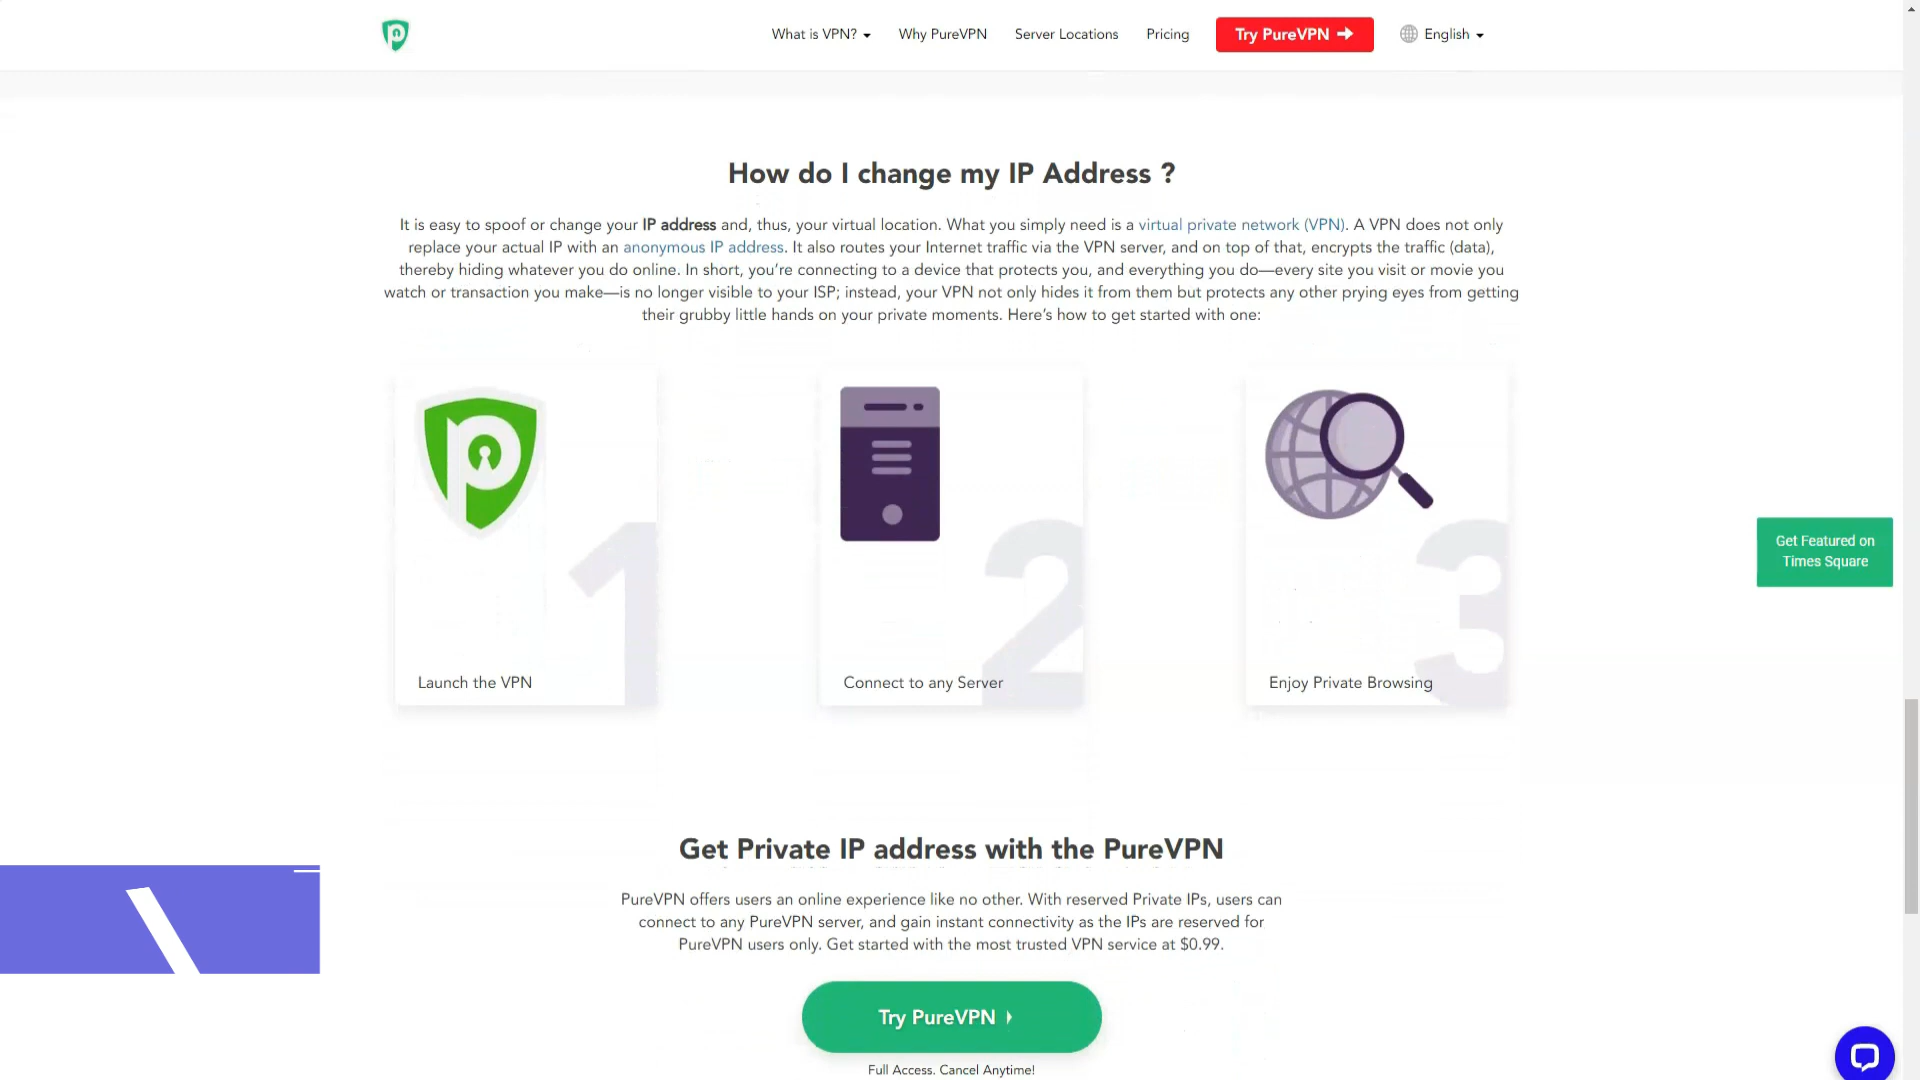 What is VPN?
Why PureVPN
Server Locations
Pricing
Try PureVPN
English
How do I change my IP Address ?
It is easy to spoof or change your IP address and, thus, your virtual location. What you simply need is a virtual private network (VPN). A VPN does not only
replace your actual IP with an anonymous IP address. It also routes your Internet traffic via the VPN server, and on top of that, encrypts the traffic (data),
thereby hiding whatever you do online. In short, you’re connecting to a device that protects you, and everything you do—every site you visit or movie you
watch or transaction you make—is no longer visible to your ISP; instead, your VPN not only hides it from them but protects any other prying eyes from getting
their grubby little hands on your private moments. Here’s how to get started with one:
1
Launch the VPN
2
Connect to any Server
3
Enjoy Private Browsing
Get Featured on
Times Square
Get Private IP address with the PureVPN
PureVPN offers users an online experience like no other. With reserved Private IPs, users can
connect to any PureVPN server, and gain instant connectivity as the IPs are reserved for
PureVPN users only. Get started with the most trusted VPN service at $0.99.
Try PureVPN
Full Access. Cancel Anytime!